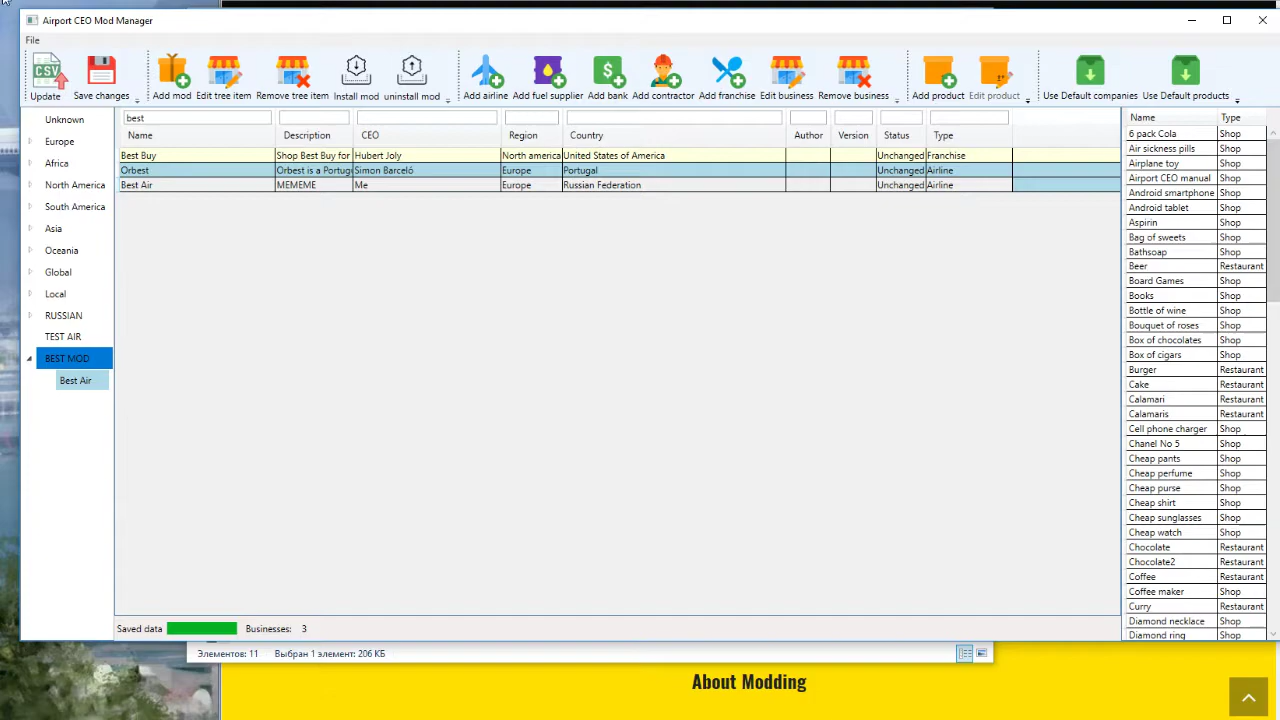 Airport CEO Mod Manager
File
Update Save changes Add mod Edit tree item Remove tree item Install mod uninstall mod Add airline Add fuel supplier Add bank Add contractor Add franchise Edit business Remove business Add product Edit product Use Default companies Use Default products
CSV
Unknown
Europe
Africa
North America
South America
Asia
Oceania
Global
Local
RUSSIAN
TEST AIR
BEST MOD
Best Air
best
Name Description CEO Region Country Author Version Status Type
Best Buy Shop Best Buy for Hubert Joly North america United States of America Unchanged Franchise
Orbest Orbest is a Portug Simon Barceló Europe Portugal Unchanged Airline
Best Air MEMEME Me Europe Russian Federation Unchanged Airline
Name Type
6 pack Cola Shop
Air sickness pills Shop
Airplane toy Shop
Airport CEO manual Shop
Android smartphone Shop
Android tablet Shop
Aspirin Shop
Bag of sweets Shop
Bathsoap Shop
Beer Restaurant
Board Games Shop
Books Shop
Bottle of wine Shop
Bouquet of roses Shop
Box of chocolates Shop
Box of cigars Shop
Burger Restaurant
Cake Restaurant
Calamari Restaurant
Calamaris Restaurant
Cell phone charger Shop
Chanel No 5 Shop
Cheap pants Shop
Cheap perfume Shop
Cheap purse Shop
Cheap shirt Shop
Cheap sunglasses Shop
Cheap watch Shop
Chocolate Restaurant
Chocolate2 Restaurant
Coffee Restaurant
Coffee maker Shop
Curry Restaurant
Diamond necklace Shop
Diamond ring Shop
Saved data Businesses: 3
Элементов: 11 Выбран 1 элемент: 206 КБ
About Modding